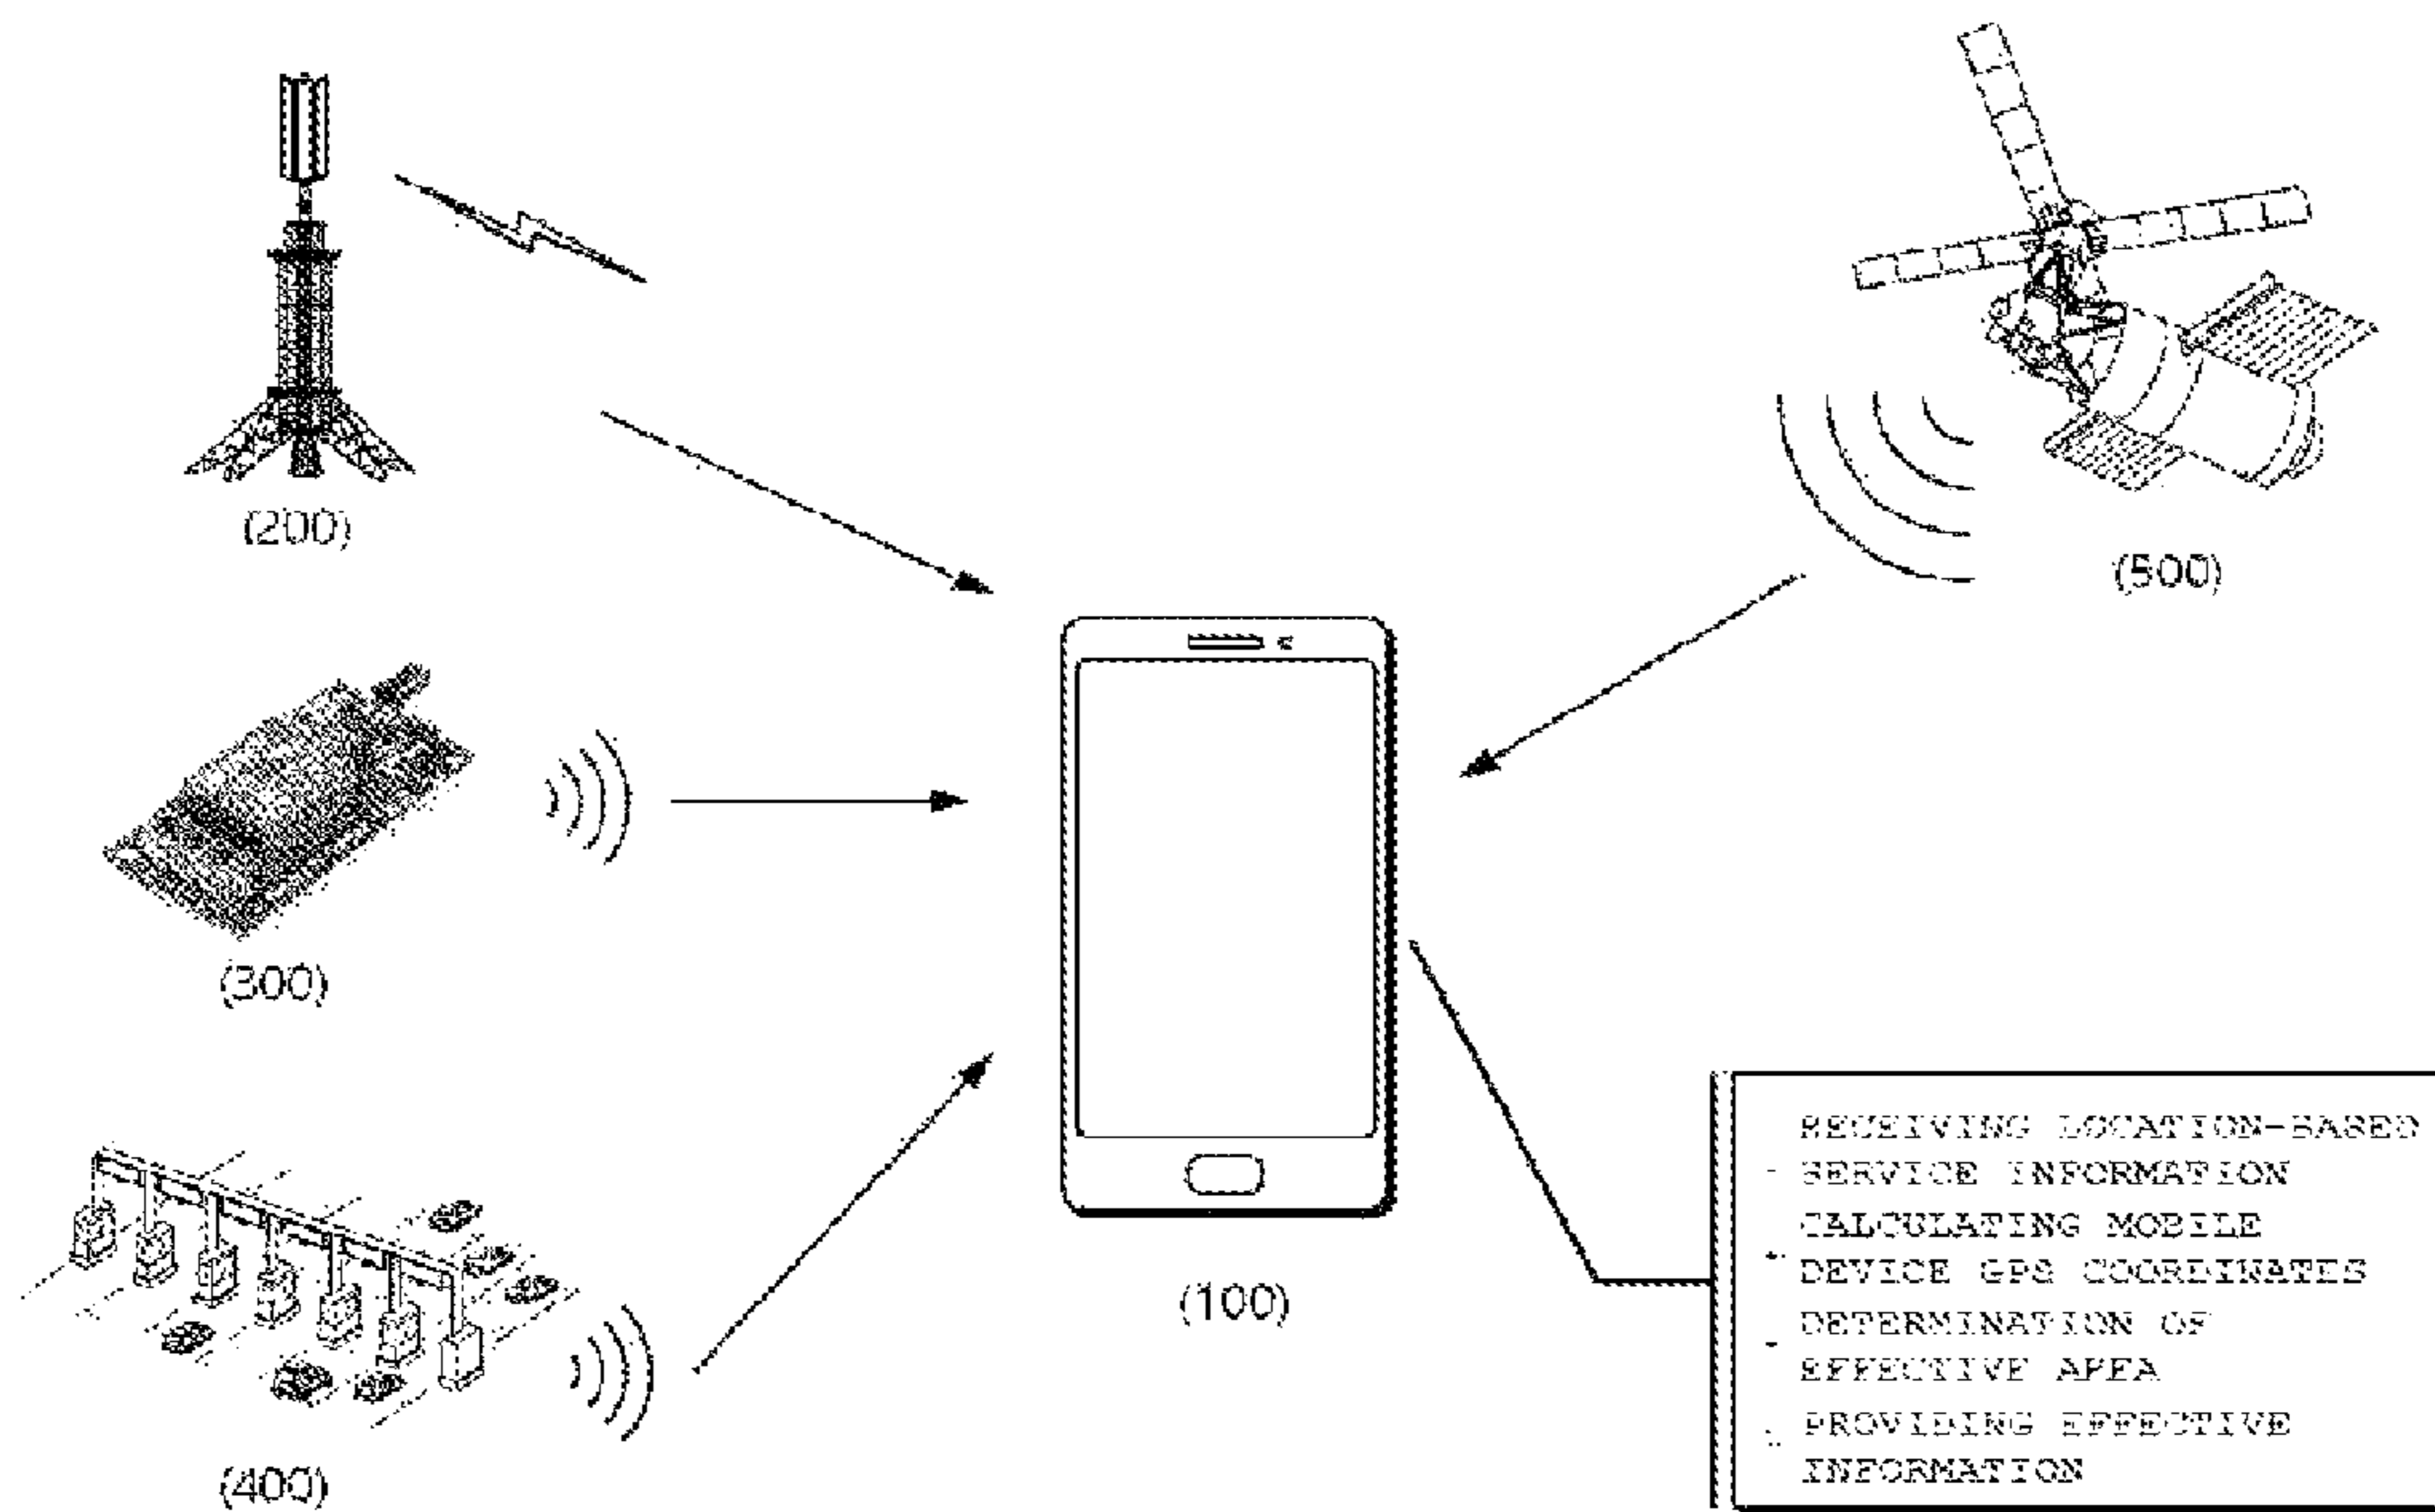 (200)
(500)
(300)
(100)
(400)
RECEIVING LOCATION-BASED
- SERVICE INFORMATION
CALCULATING MOBILE
- DEVICE GPS COORDINATES
DETERMINATION OF
- EFFECTIVE AREA
- PROVIDING EFFECTIVE
INFORMATION